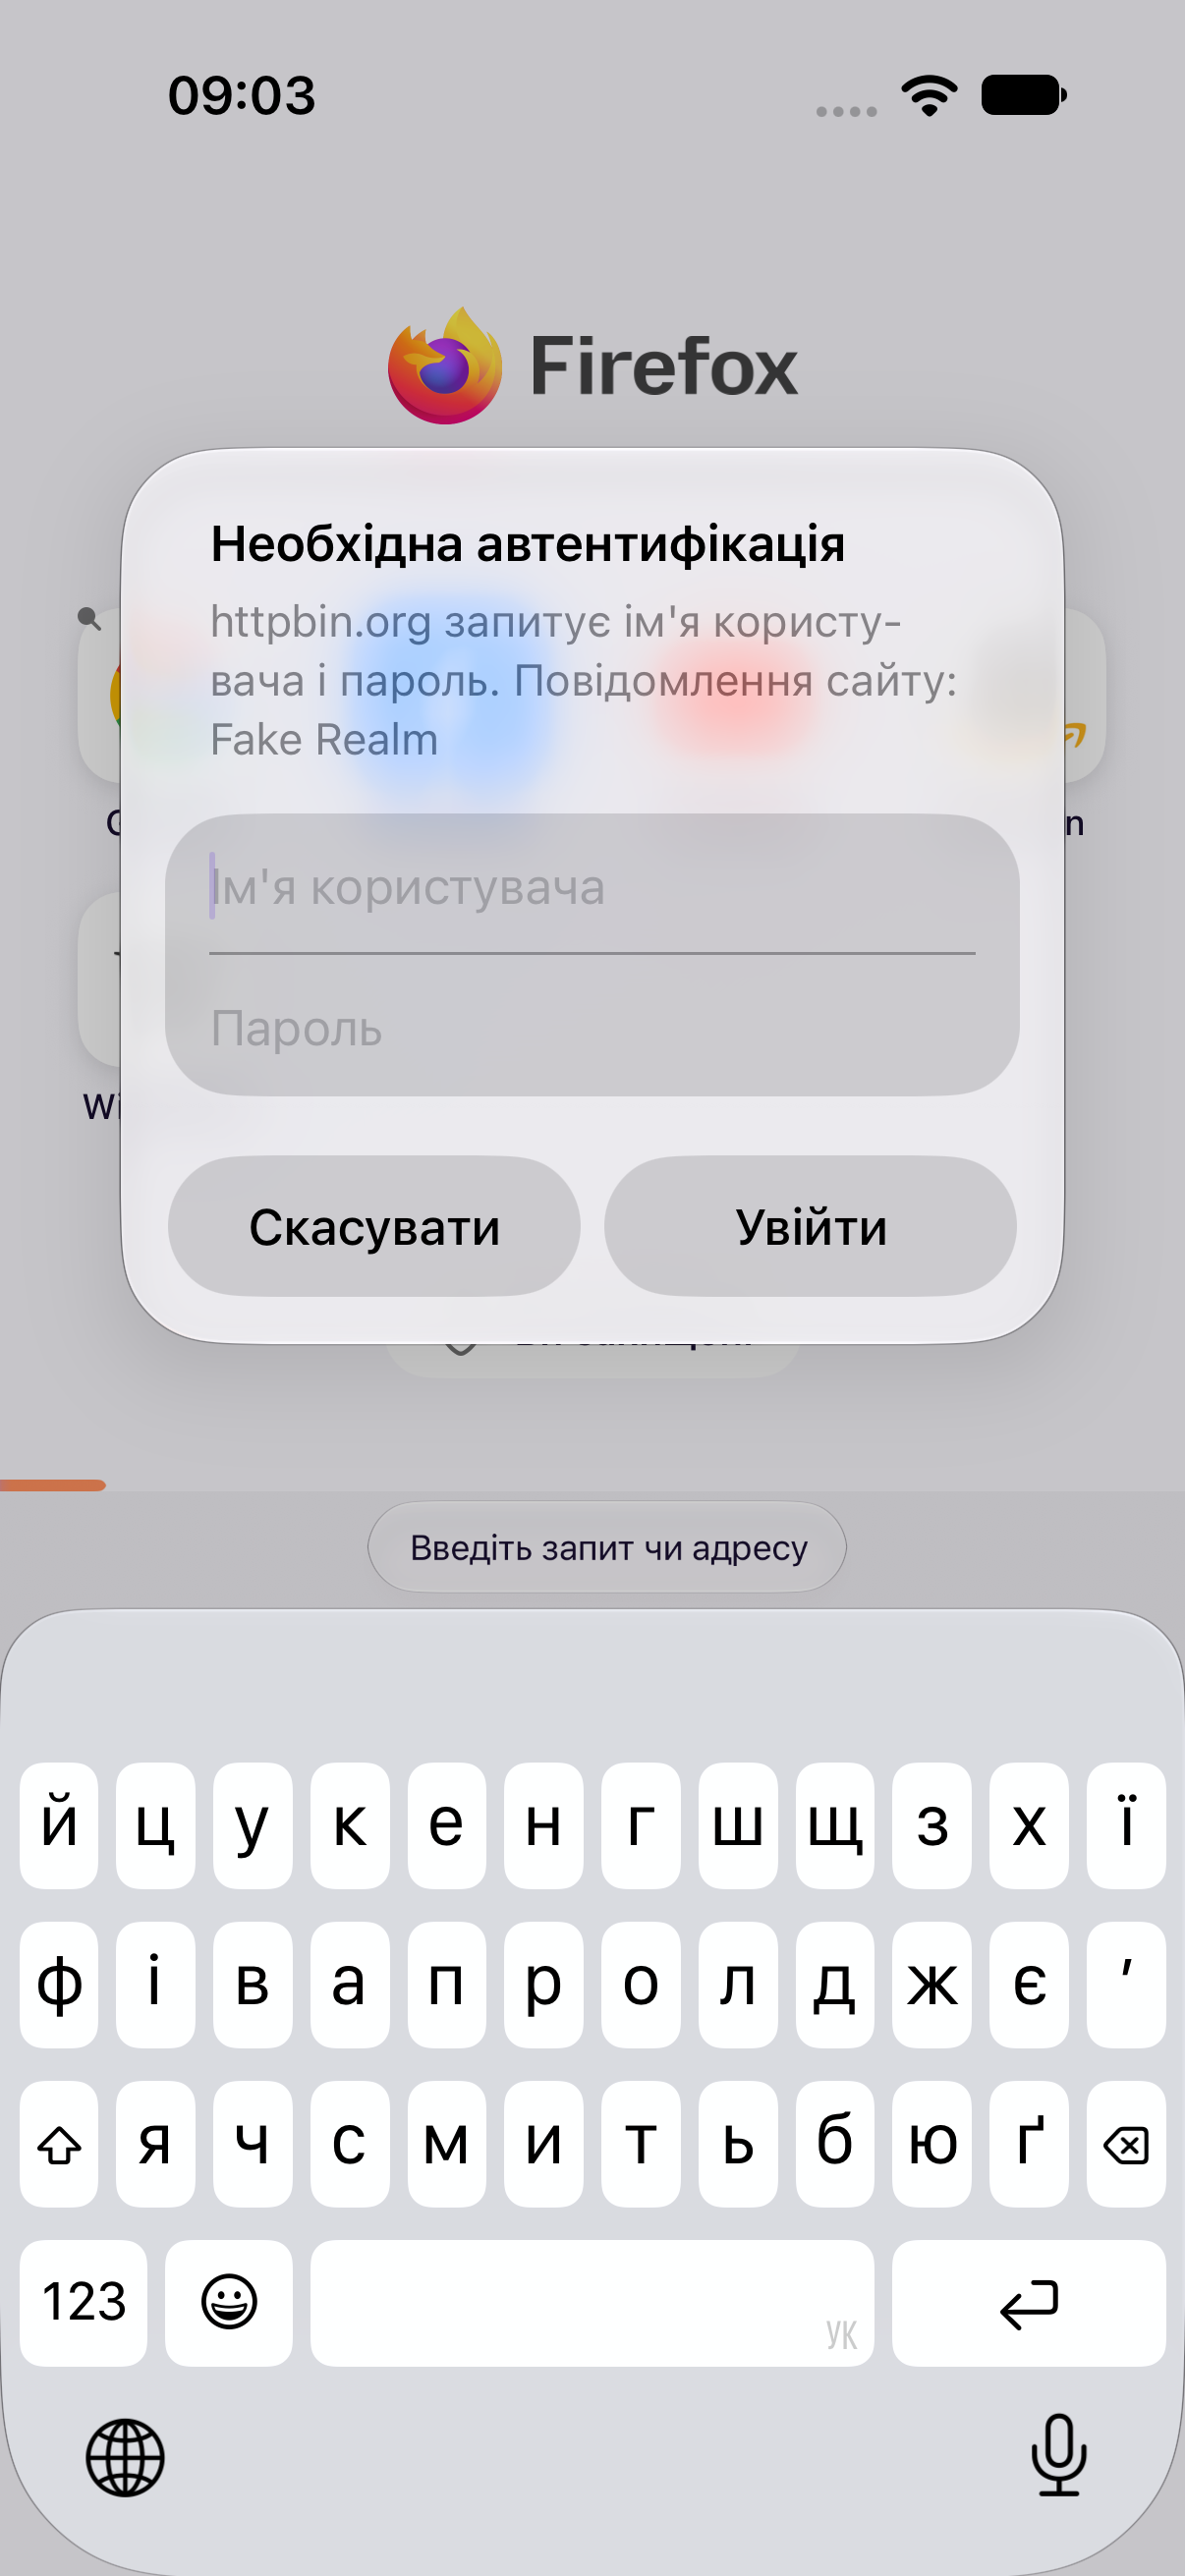 09:03
Firefox
Необхідна автентифікація
httpbin.org запитує ім'я користу-
вача і пароль. Повідомлення сайту:
Fake Realm
Ім'я користувача
Пароль
Скасувати
Увійти
Введіть запит чи адресу
й ц у к е н г ш щ з х ї
ф і в а п р о л д ж є ʼ
я ч с м и т ь б ю ґ
123
УК